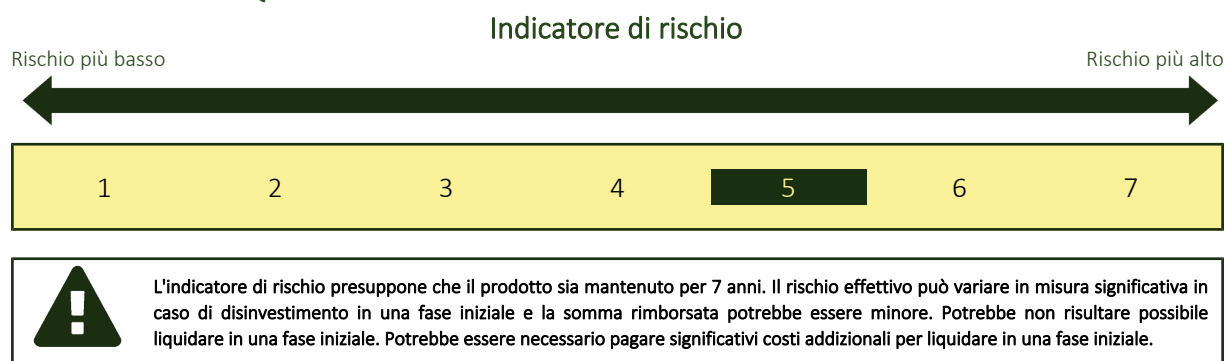 Indicatore di rischio
Rischio più basso
Rischio più alto
1 2 3 4 5 6 7
L'indicatore di rischio presuppone che il prodotto sia mantenuto per 7 anni. Il rischio effettivo può variare in misura significativa in
caso di disinvestimento in una fase iniziale e la somma rimborsata potrebbe essere minore. Potrebbe non risultare possibile
liquidare in una fase iniziale. Potrebbe essere necessario pagare significativi costi addizionali per liquidare in una fase iniziale.